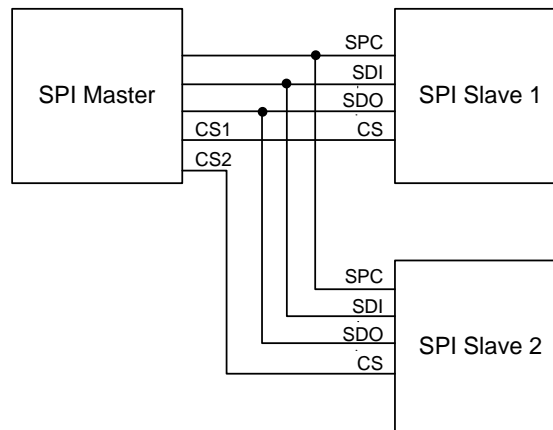 SPC
SDI
SPI Master
SDO
SPI Slave 1
CS1
CS
CS2
SPC
SDI
SDO
SPI Slave 2
CS